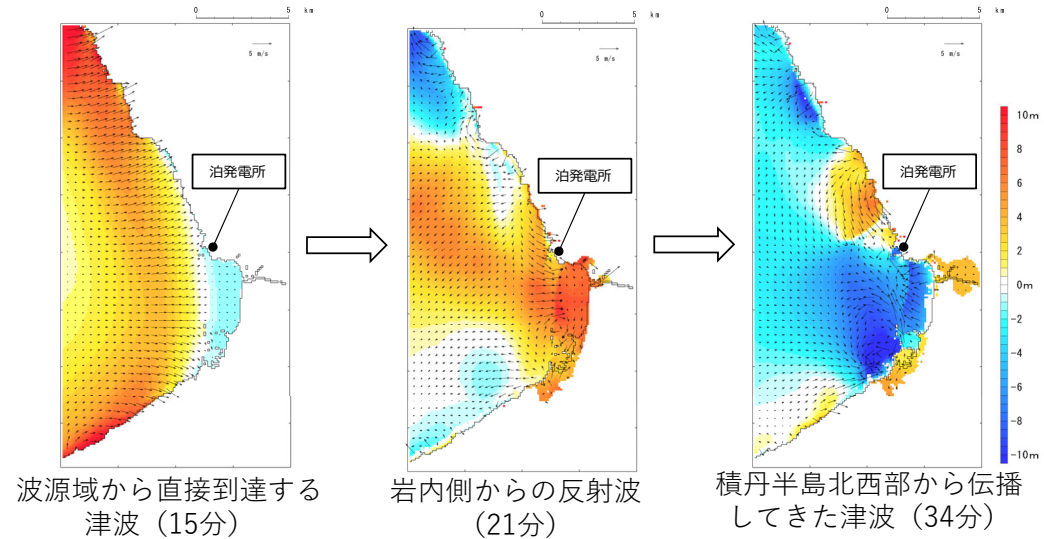 0 5 km
0 5 km
0 5 km
5 m/s
5 m/s
5 m/s
泊発電所
泊発電所
泊発電所
10m
8
6
4
2
0m
−2
−4
−6
−8
−10m
波源域から直接到達する
津波（15分）
岩内側からの反射波
（21分）
積丹半島北西部から伝播
してきた津波（34分）